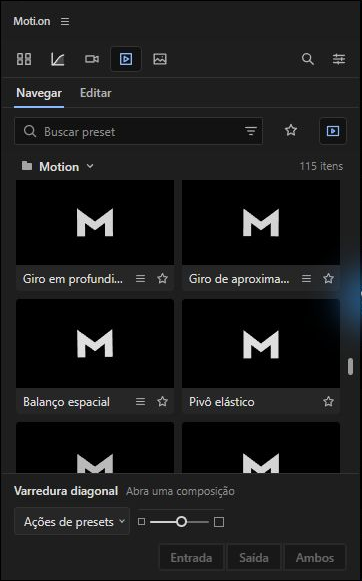 Moti.on
Navegar Editar
Buscar preset
Motion 115 itens
M M
Giro em profundi... Giro de aproxima...
M M
Balanço espacial Pivô elástico
M M
Varredura diagonal Abra uma composição
Ações de presets
Entrada Saída Ambos